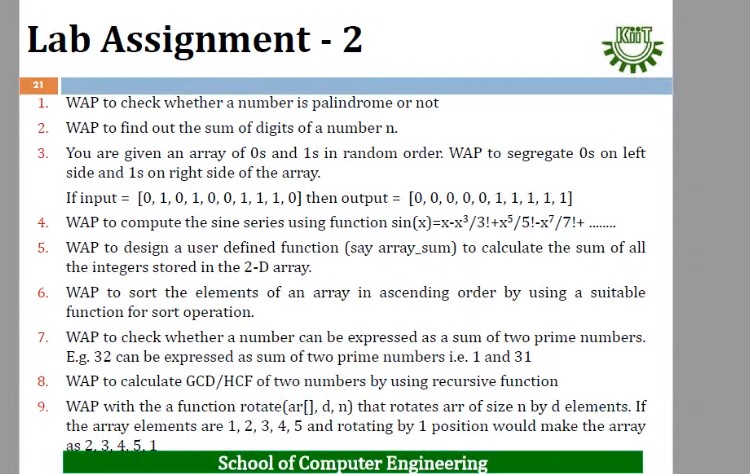 Lab Assignment - 2
KiiT
21
1. WAP to check whether a number is palindrome or not
2. WAP to find out the sum of digits of a number n.
3. You are given an array of 0s and 1s in random order. WAP to segregate 0s on left
side and 1s on right side of the array.
If input = [0, 1, 0, 1, 0, 0, 1, 1, 1, 0] then output = [0, 0, 0, 0, 0, 1, 1, 1, 1, 1]
4. WAP to compute the sine series using function sin(x)=x-x³/3!+x⁵/5!-x⁷/7!+ ........
5. WAP to design a user defined function (say array_sum) to calculate the sum of all
the integers stored in the 2-D array.
6. WAP to sort the elements of an array in ascending order by using a suitable
function for sort operation.
7. WAP to check whether a number can be expressed as a sum of two prime numbers.
E.g. 32 can be expressed as sum of two prime numbers i.e. 1 and 31
8. WAP to calculate GCD/HCF of two numbers by using recursive function
9. WAP with the a function rotate(ar[], d, n) that rotates arr of size n by d elements. If
the array elements are 1, 2, 3, 4, 5 and rotating by 1 position would make the array
as 2, 3, 4, 5, 1
School of Computer Engineering